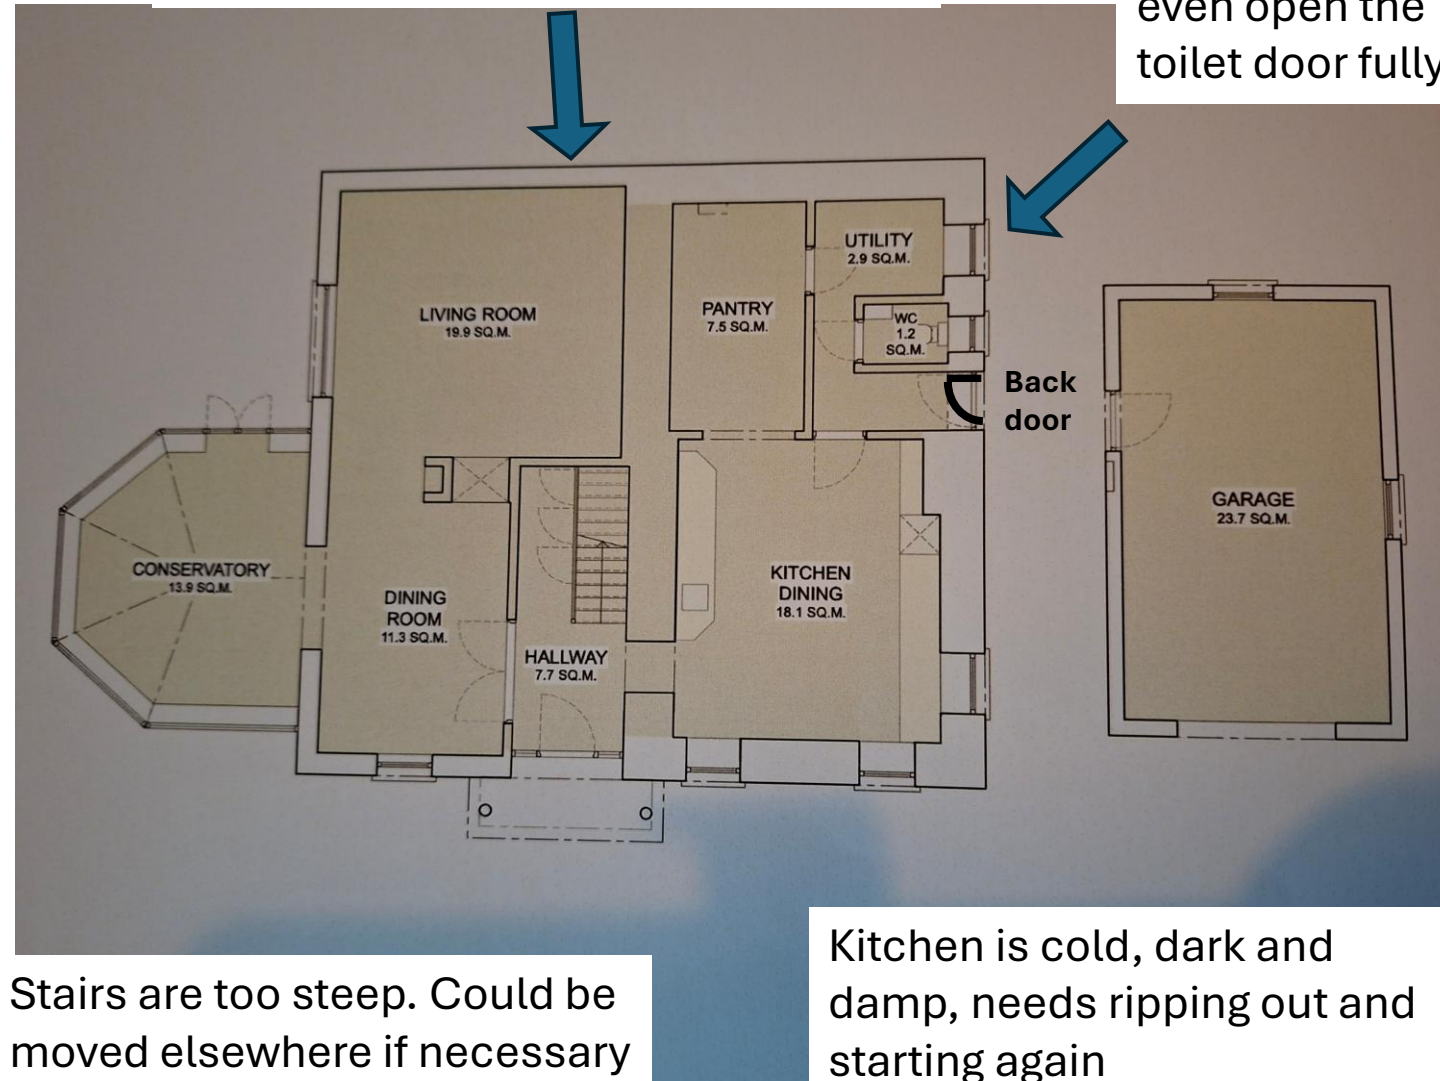 even open the
toilet door fully
UTILITY
2.9 SQ.M.
LIVING ROOM
19.9 SQ.M.
PANTRY
7.5 SQ.M.
WC
1.2
SQ.M.
Back
door
GARAGE
23.7 SQ.M.
CONSERVATORY
13.9 SQ.M.
DINING
ROOM
11.3 SQ.M.
KITCHEN
DINING
18.1 SQ.M.
HALLWAY
7.7 SQ.M.
Stairs are too steep. Could be
moved elsewhere if necessary
Kitchen is cold, dark and
damp, needs ripping out and
starting again